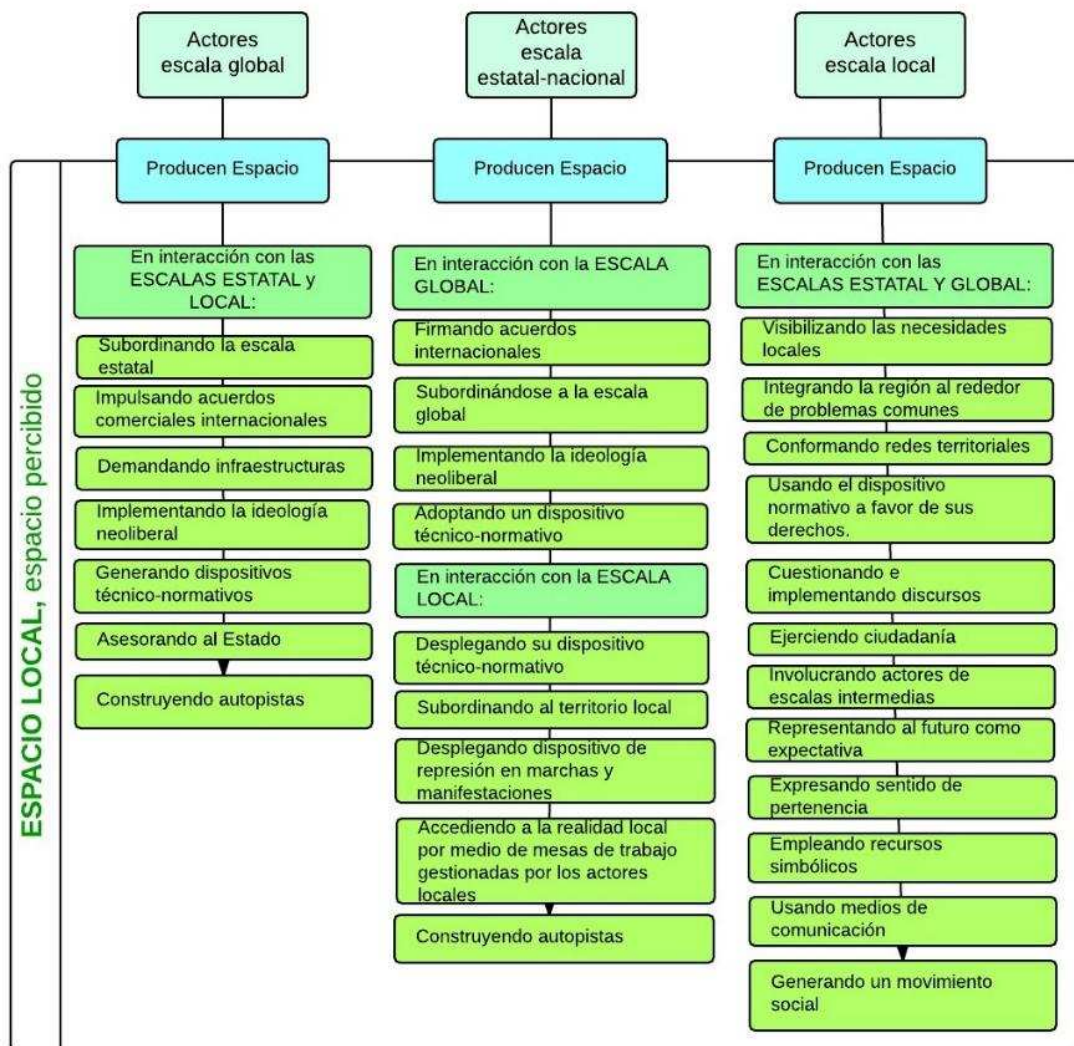 Actores
escala global
Producen Espacio
En interacción con las
ESCALAS ESTATAL y
LOCAL:
Subordinando la escala
estatal
Impulsando acuerdos
comerciales internacionales
Demandando infraestructuras
Implementando la ideología
neoliberal
Generando dispositivos
técnico-normativos
Asesorando al Estado
Construyendo autopistas
Actores
escala
estatal-nacional
Producen Espacio
En interacción con la ESCALA
GLOBAL:
Firmando acuerdos
internacionales
Subordinándose a la escala
global
Implementando la ideología
neoliberal
Adoptando un dispositivo
técnico-normativo
En interacción con la ESCALA
LOCAL:
Desplegando su dispositivo
técnico-normativo
Subordinando al territorio local
Desplegando dispositivo de
represión en marchas y
manifestaciones
Accediendo a la realidad local
por medio de mesas de trabajo
gestionadas por los actores
locales
Construyendo autopistas
Actores
escala local
Producen Espacio
En interacción con las
ESCALAS ESTATAL Y GLOBAL:
Visibilizando las necesidades
locales
Integrando la región al rededor
de problemas comunes
Conformando redes territoriales
Usando el dispositivo
normativo a favor de sus
derechos.
Cuestionando e
implementando discursos
Ejerciendo ciudadanía
Involucrando actores de
escalas intermedias
Representando al futuro como
expectativa
Expresando sentido de
pertenencia
Empleando recursos
simbólicos
Usando medios de
comunicación
Generando un movimiento
social
ESPACIO LOCAL, espacio percibido